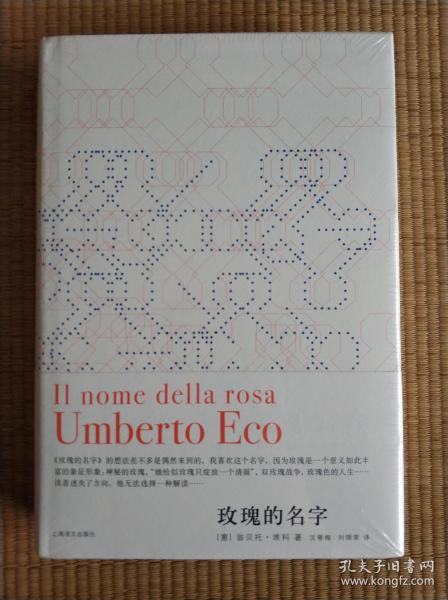 Il nome della rosa
Umberto Eco
《玫瑰的名字》的想法差不多是偶然来到的，我喜欢这个名字，因为玫瑰是一个意义如此丰
富的象征形象：神秘的玫瑰，“她恰似玫瑰只绽放一个清晨”，双玫瑰战争，玫瑰色的人生……
读者迷失了方向，他无法选择一种解读……
玫瑰的名字
上海译文出版社
[意] 翁贝托·埃科 著 沈萼梅 刘锡荣 译
孔夫子旧书网
www.kongfz.com